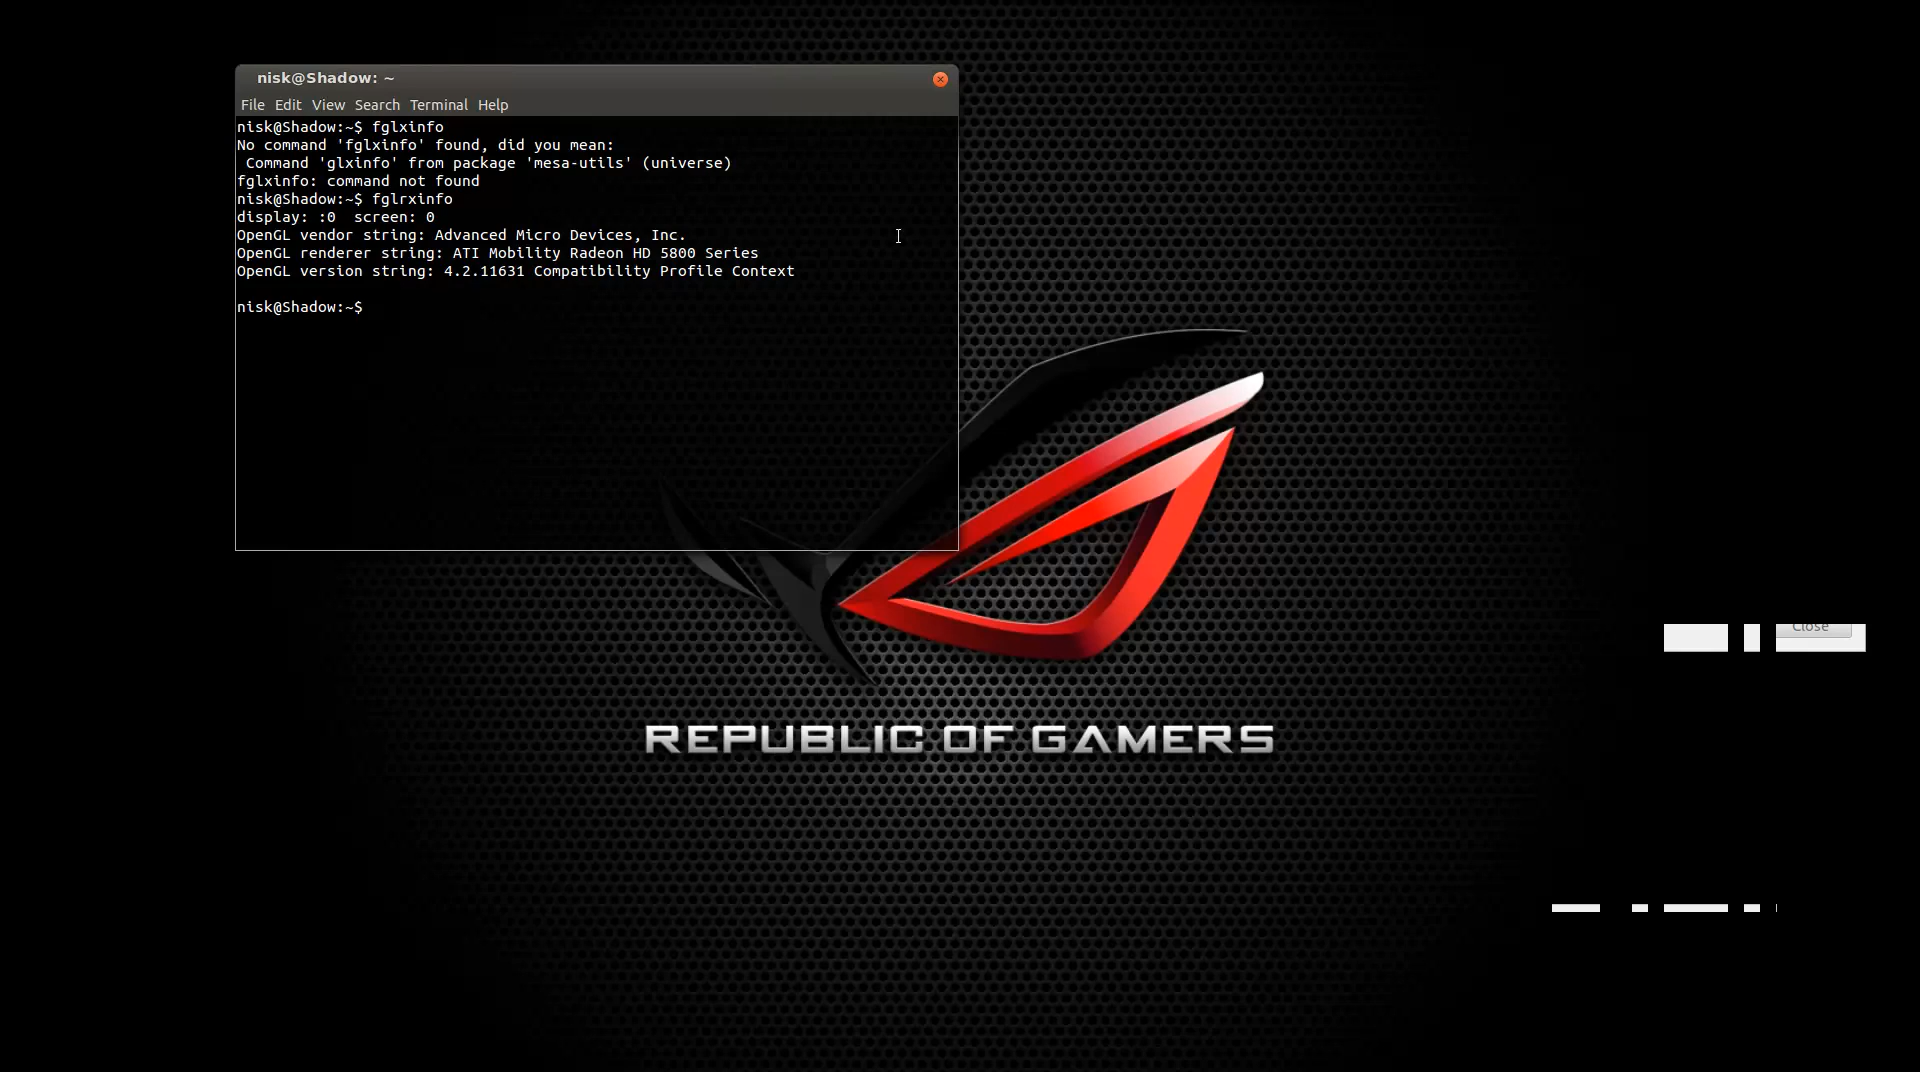 nisk@Shadow: ~
File Edit View Search Terminal Help
nisk@Shadow:~$ fglxinfo
No command 'fglxinfo' found, did you mean:
 Command 'glxinfo' from package 'mesa-utils' (universe)
fglxinfo: command not found
nisk@Shadow:~$ fglrxinfo
display: :0  screen: 0
OpenGL vendor string: Advanced Micro Devices, Inc.
OpenGL renderer string: ATI Mobility Radeon HD 5800 Series
OpenGL version string: 4.2.11631 Compatibility Profile Context
nisk@Shadow:~$
Close
REPUBLIC OF GAMERS